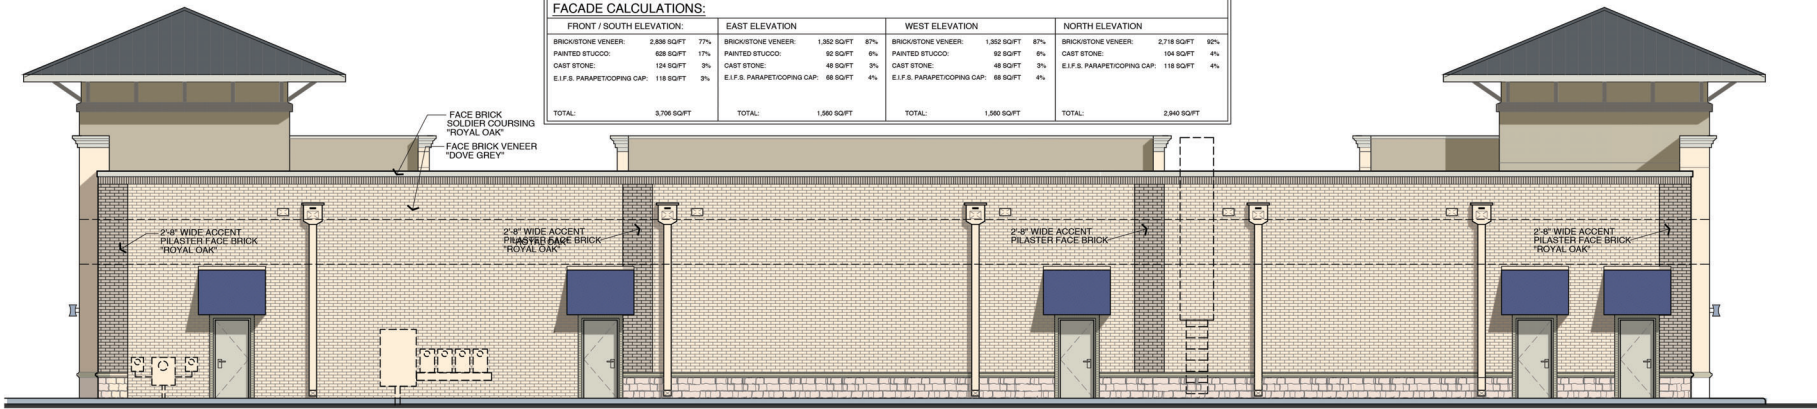 FACADE CALCULATIONS:
FRONT / SOUTH ELEVATION:
BRICK/STONE VENEER: 2,836 SQ/FT 77%
PAINTED STUCCO: 628 SQ/FT 17%
CAST STONE: 124 SQ/FT 3%
E.I.F.S. PARAPET/COPING CAP: 118 SQ/FT 3%
TOTAL: 3,706 SQ/FT
EAST ELEVATION
BRICK/STONE VENEER: 1,352 SQ/FT 87%
PAINTED STUCCO: 92 SQ/FT 6%
CAST STONE: 48 SQ/FT 3%
E.I.F.S. PARAPET/COPING CAP: 68 SQ/FT 4%
TOTAL: 1,560 SQ/FT
WEST ELEVATION
BRICK/STONE VENEER: 1,352 SQ/FT 87%
PAINTED STUCCO: 92 SQ/FT 6%
CAST STONE: 48 SQ/FT 3%
E.I.F.S. PARAPET/COPING CAP: 68 SQ/FT 4%
TOTAL: 1,560 SQ/FT
NORTH ELEVATION
BRICK/STONE VENEER: 2,718 SQ/FT 92%
CAST STONE: 104 SQ/FT 4%
E.I.F.S. PARAPET/COPING CAP: 118 SQ/FT 4%
TOTAL: 2,940 SQ/FT
FACE BRICK
SOLDIER COURSING
"ROYAL OAK"
FACE BRICK VENEER
"DOVE GREY"
2'-8" WIDE ACCENT
PILASTER FACE BRICK
"ROYAL OAK"
2'-8" WIDE ACCENT
PILASTER FACE BRICK
"ROYAL OAK"
"ROYAL OAK"
2'-8" WIDE ACCENT
PILASTER FACE BRICK
2'-8" WIDE ACCENT
PILASTER FACE BRICK
"ROYAL OAK"